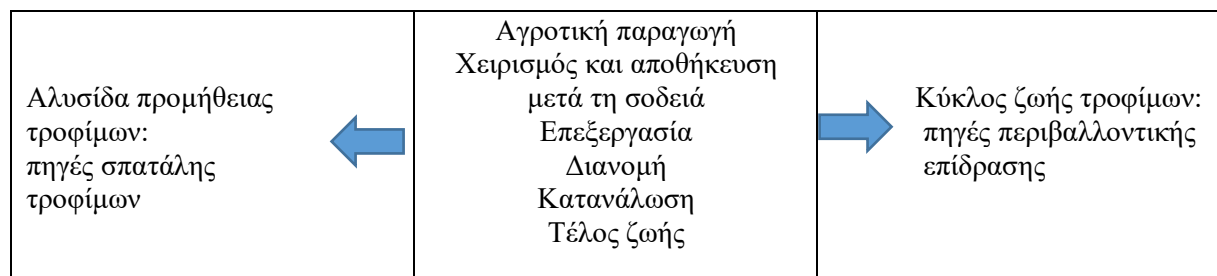 Αλυσίδα προμήθειας
τροφίμων:
πηγές σπατάλης
τροφίμων
Αγροτική παραγωγή
Χειρισμός και αποθήκευση
μετά τη σοδειά
Επεξεργασία
Διανομή
Κατανάλωση
Τέλος ζωής
Κύκλος ζωής τροφίμων:
πηγές περιβαλλοντικής
επίδρασης